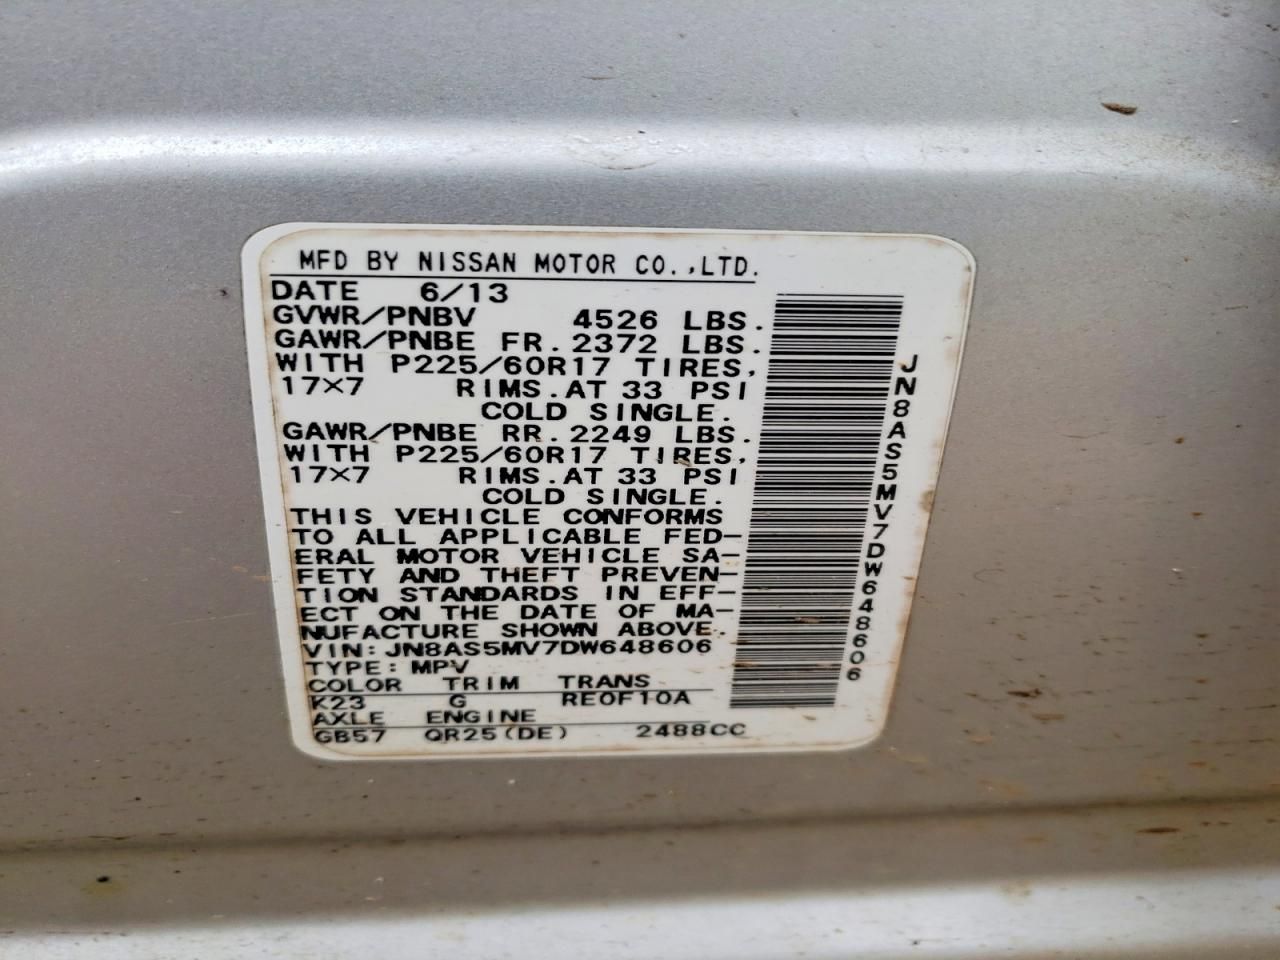 MFD BY NISSAN MOTOR CO.,LTD.
DATE 6/13
GVWR/PNBV 4526 LBS.
GAWR/PNBE FR. 2372 LBS.
WITH P225/60R17 TIRES,
17×7 RIMS.AT 33 PSI
COLD SINGLE.
GAWR/PNBE RR. 2249 LBS.
WITH P225/60R17 TIRES,
17×7 RIMS.AT 33 PSI
COLD SINGLE.
THIS VEHICLE CONFORMS
TO ALL APPLICABLE FED-
ERAL MOTOR VEHICLE SA-
FETY AND THEFT PREVEN-
TION STANDARDS IN EFF-
ECT ON THE DATE OF MA-
NUFACTURE SHOWN ABOVE.
VIN: JN8AS5MV7DW648606
TYPE: MPV
COLOR TRIM TRANS
K23 G RE0F10A
AXLE ENGINE
GB57 QR25(DE) 2488CC
JN8AS5MV7DW648606